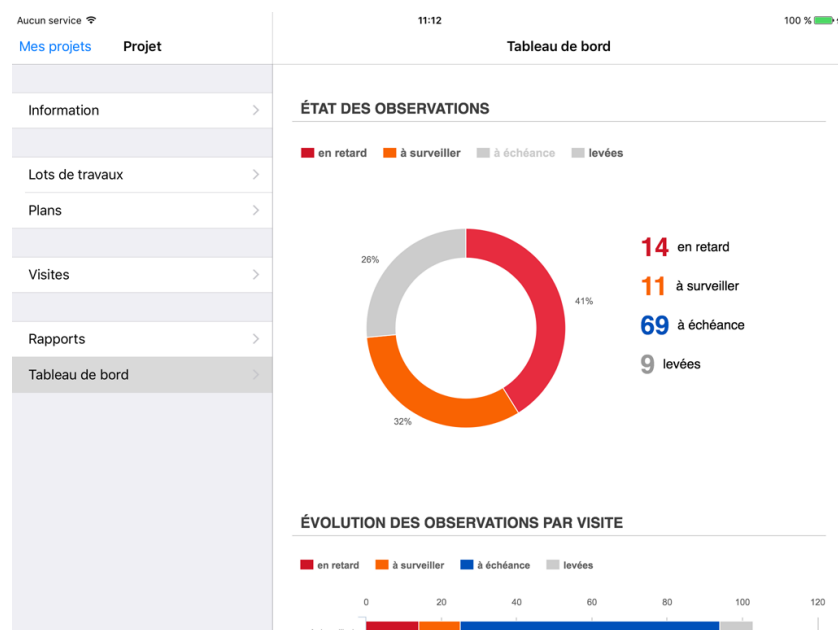 Aucun service 11:12 100 %
Mes projets Projet Tableau de bord
Information
Lots de travaux
Plans
Visites
Rapports
Tableau de bord
ÉTAT DES OBSERVATIONS
en retard à surveiller à échéance levées
26%
41%
32%
14 en retard
11 à surveiller
69 à échéance
9 levées
ÉVOLUTION DES OBSERVATIONS PAR VISITE
en retard à surveiller à échéance levées
0 20 40 60 80 100 120